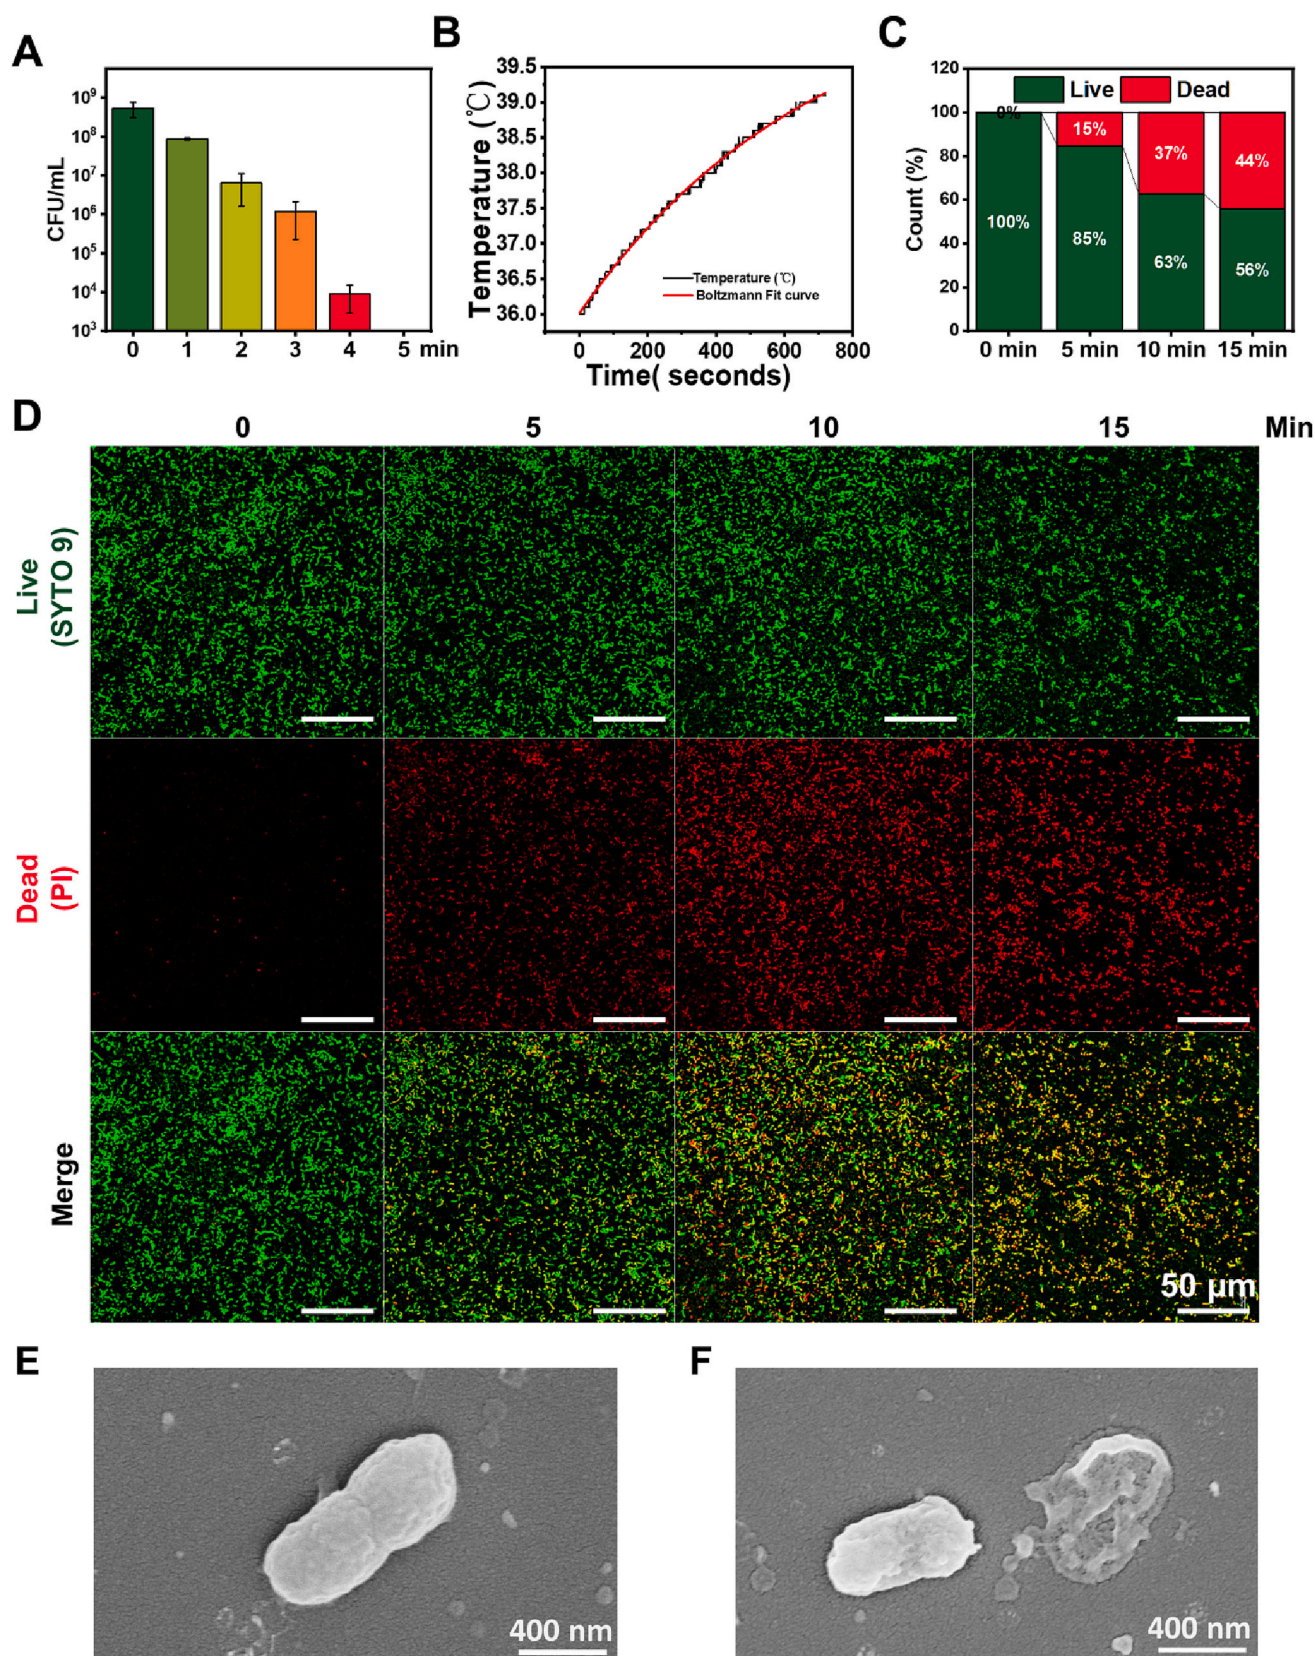 A
CFU/mL
10⁹
10⁸
10⁷
10⁶
10⁵
10⁴
10³
0 1 2 3 4 5 min
B
Temperature (℃)
39.5
39.0
38.5
38.0
37.5
37.0
36.5
36.0
Temperature (℃)
Boltzmann Fit curve
0 200 400 600 800
Time( seconds)
C
Count (%)
120
100
80
60
40
20
0
Live Dead
0% 15% 37% 44%
100% 85% 63% 56%
0 min 5 min 10 min 15 min
D
0 5 10 15 Min
Live
(SYTO 9)
Dead
(PI)
Merge
50 μm
E
400 nm
F
400 nm